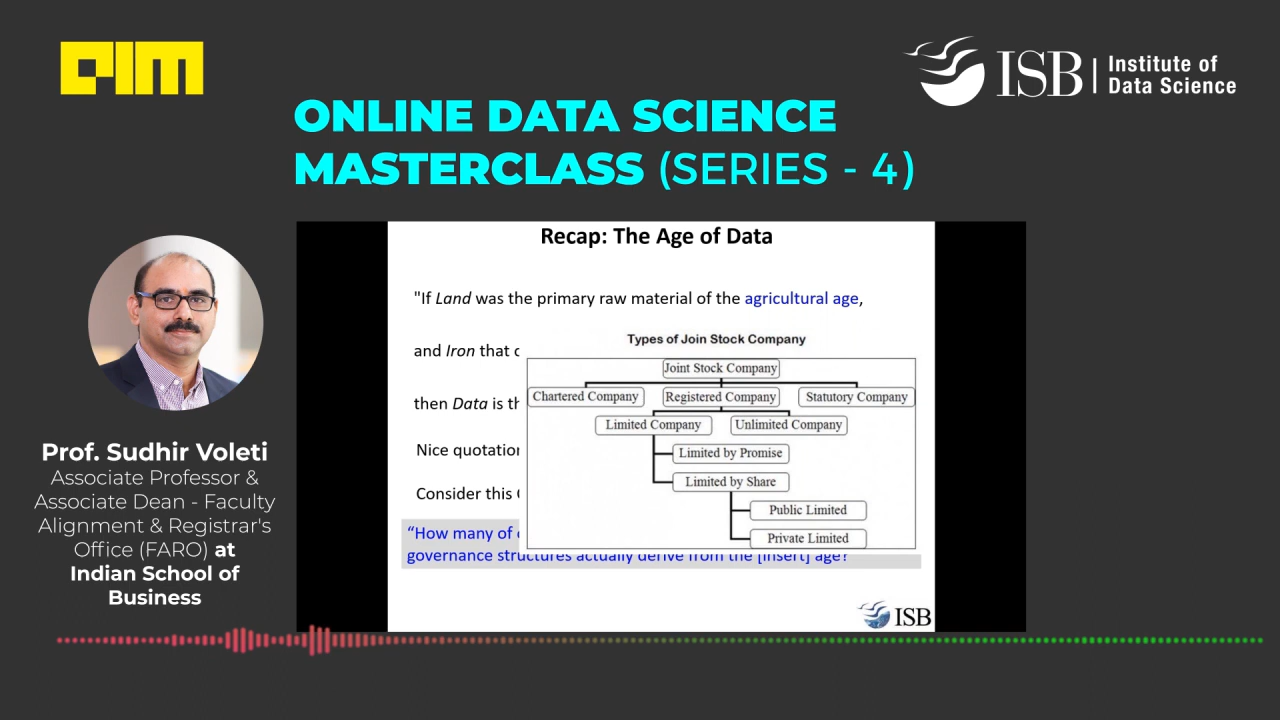 AIM
ISB | Institute of
Data Science
ONLINE DATA SCIENCE
MASTERCLASS (SERIES - 4)
Prof. Sudhir Voleti
Associate Professor &
Associate Dean - Faculty
Alignment & Registrar's
Office (FARO) at
Indian School of
Business
Recap: The Age of Data
"If Land was the primary raw material of the agricultural age,
and Iron that
then Data is
Nice
Consider this
“How many of
governance structures actually derive from the [insert] age?
Types of Join Stock Company
Joint Stock Company
Chartered Company
Registered Company
Statutory Company
Limited Company
Unlimited Company
Limited by Promise
Limited by Share
Public Limited
Private Limited
ISB